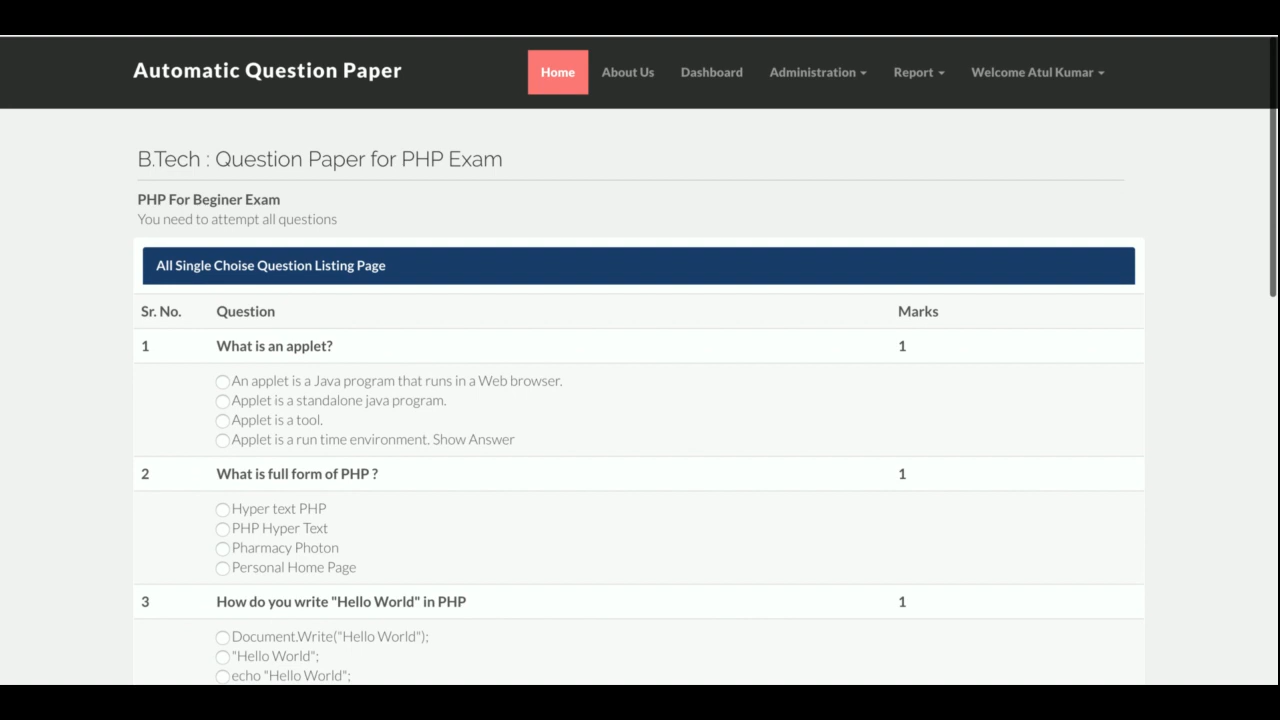 Automatic Question Paper
Home About Us Dashboard Administration Report Welcome Atul Kumar
B.Tech : Question Paper for PHP Exam
PHP For Beginer Exam
You need to attempt all questions
All Single Choise Question Listing Page
Sr. No. Question Marks
1 What is an applet? 1
An applet is a Java program that runs in a Web browser.
Applet is a standalone java program.
Applet is a tool.
Applet is a run time environment. Show Answer
2 What is full form of PHP ? 1
Hyper text PHP
PHP Hyper Text
Pharmacy Photon
Personal Home Page
3 How do you write "Hello World" in PHP 1
Document.Write("Hello World");
"Hello World";
echo "Hello World";